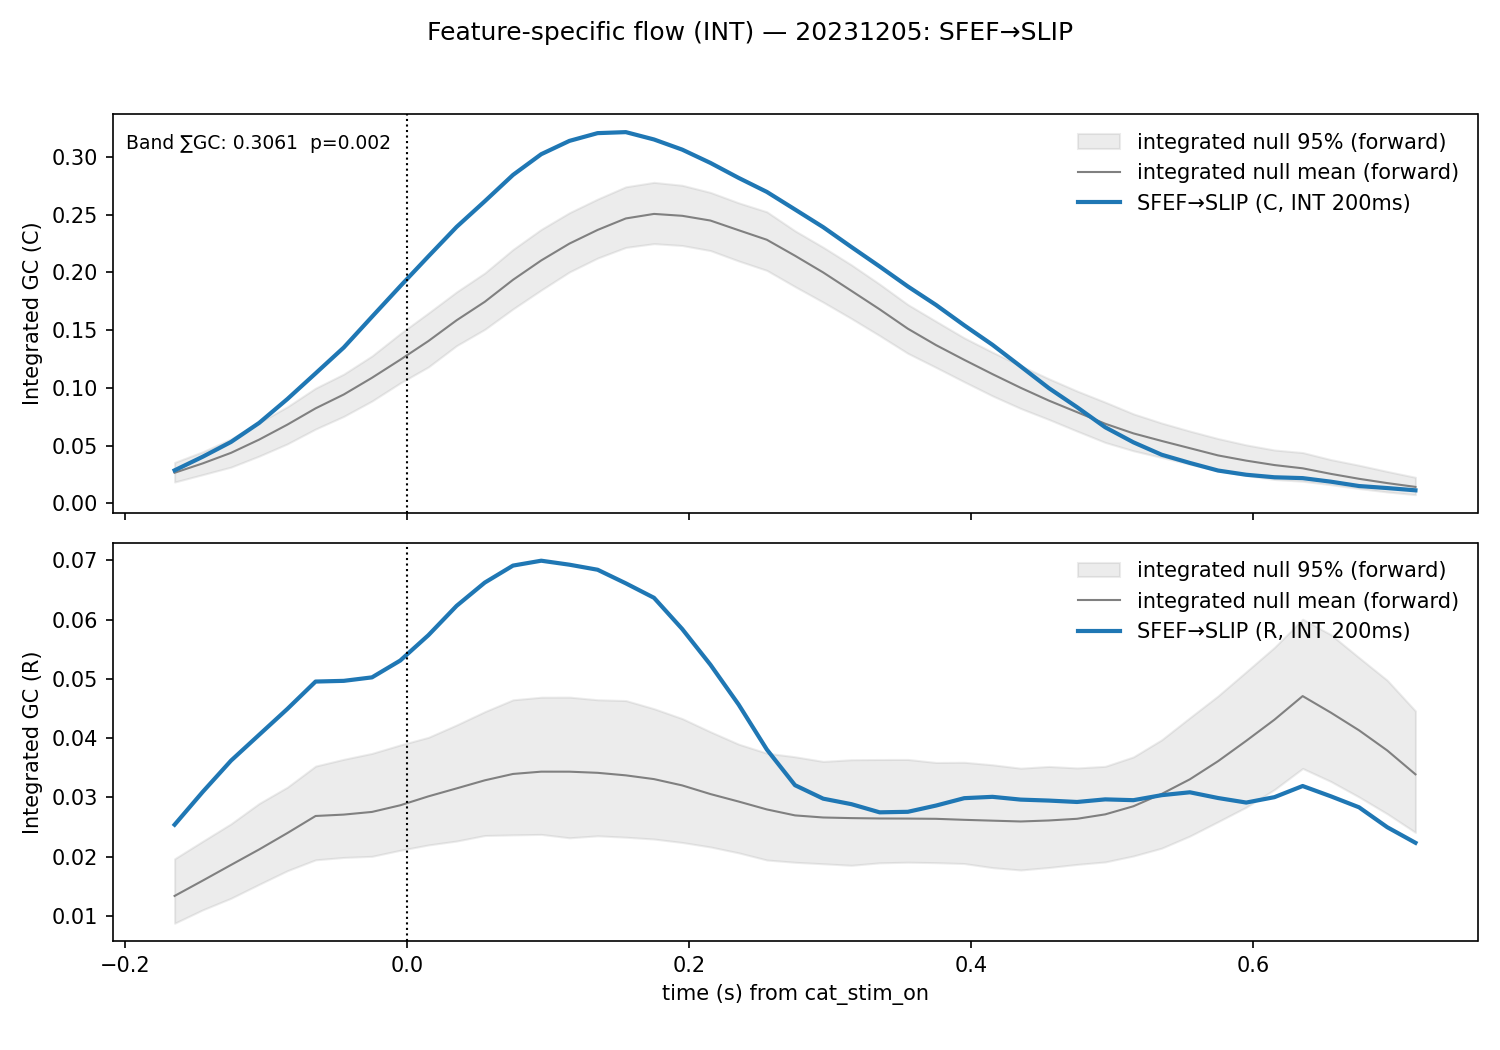 Feature-specific flow (INT) — 20231205: SFEF→SLIP
Band ∑GC: 0.3061  p=0.002
integrated null 95% (forward)
integrated null mean (forward)
SFEF→SLIP (C, INT 200ms)
Integrated GC (C)
0.30
0.25
0.20
0.15
0.10
0.05
0.00
integrated null 95% (forward)
integrated null mean (forward)
SFEF→SLIP (R, INT 200ms)
Integrated GC (R)
0.07
0.06
0.05
0.04
0.03
0.02
0.01
−0.2 0.0 0.2 0.4 0.6
time (s) from cat_stim_on